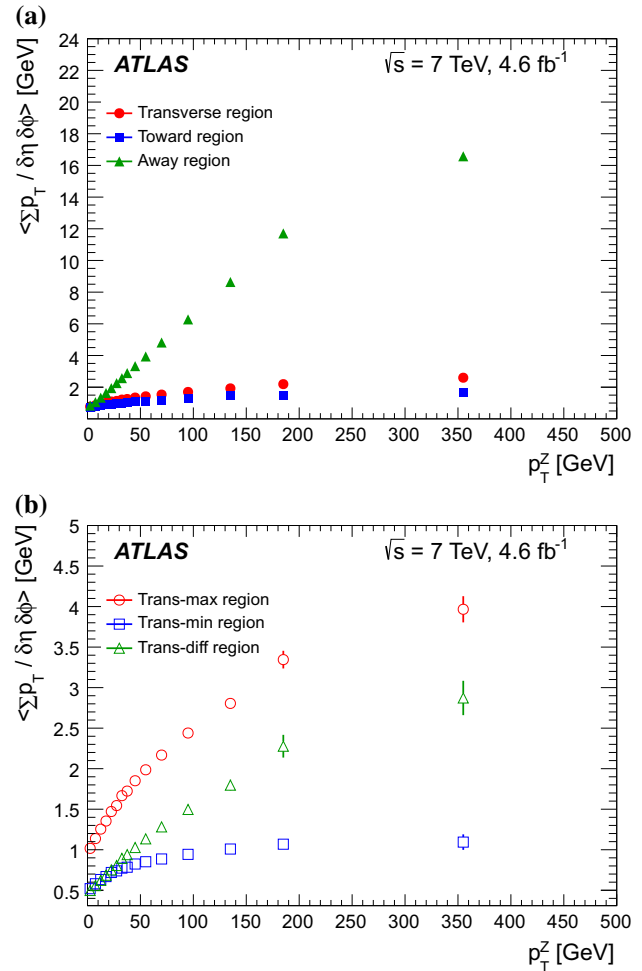 (a)
ATLAS √s = 7 TeV, 4.6 fb⁻¹
<Σp_T / δη δϕ> [GeV]
Transverse region
Toward region
Away region
24
22
20
18
16
14
12
10
8
6
4
2
0 50 100 150 200 250 300 350 400 450 500
p_T^Z [GeV]
(b)
ATLAS √s = 7 TeV, 4.6 fb⁻¹
<Σp_T / δη δϕ> [GeV]
Trans-max region
Trans-min region
Trans-diff region
5
4.5
4
3.5
3
2.5
2
1.5
1
0.5
0 50 100 150 200 250 300 350 400 450 500
p_T^Z [GeV]